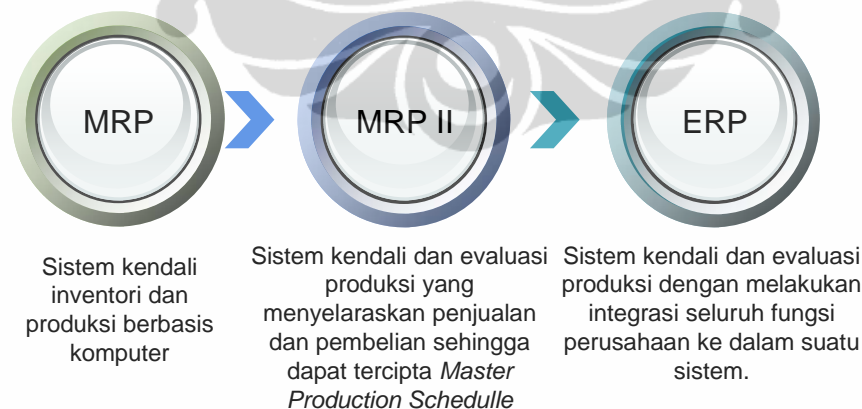 MRP
MRP II
ERP
Sistem kendali
inventori dan
produksi berbasis
komputer
Sistem kendali dan evaluasi
produksi yang
menyelaraskan penjualan
dan pembelian sehingga
dapat tercipta Master
Production Schedulle
Sistem kendali dan evaluasi
produksi dengan melakukan
integrasi seluruh fungsi
perusahaan ke dalam suatu
sistem.